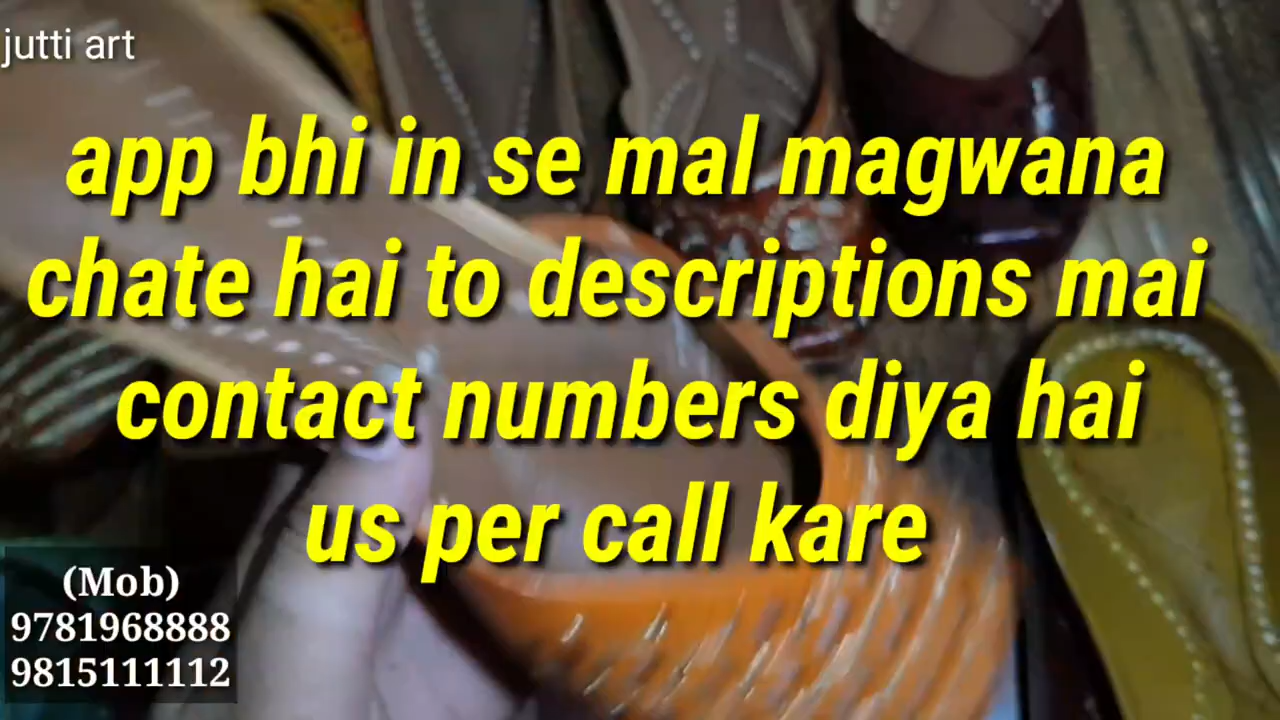 jutti art
app bhi in se mal magwana
chate hai to descriptions mai
contact numbers diya hai
us per call kare
(Mob)
9781968888
9815111112